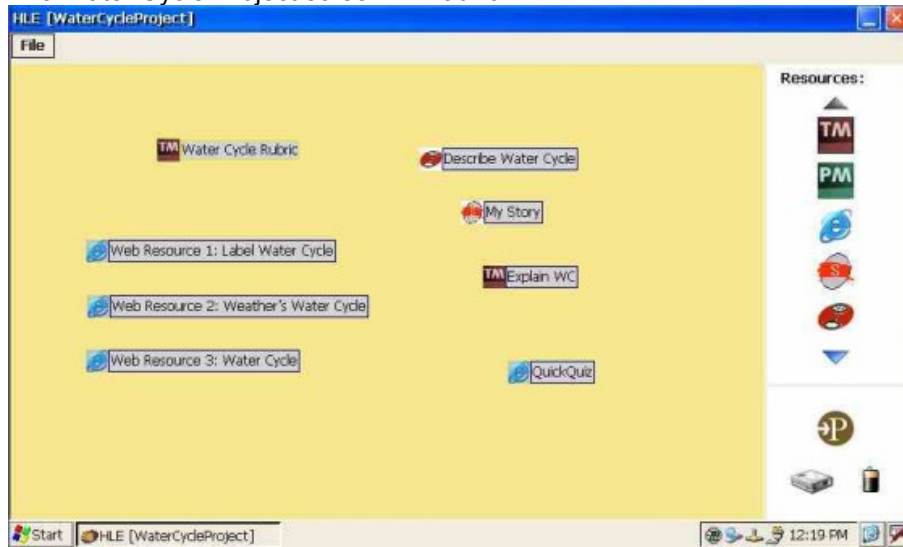 HLE [WaterCycleProject]
File
Resources:
TM Water Cycle Rubric
Describe Water Cycle
My Story
Web Resource 1: Label Water Cycle
TM Explain WC
Web Resource 2: Weather's Water Cycle
Web Resource 3: Water Cycle
QuickQuiz
TM
PM
S
P
Start
HLE [WaterCycleProject]
12:19 PM